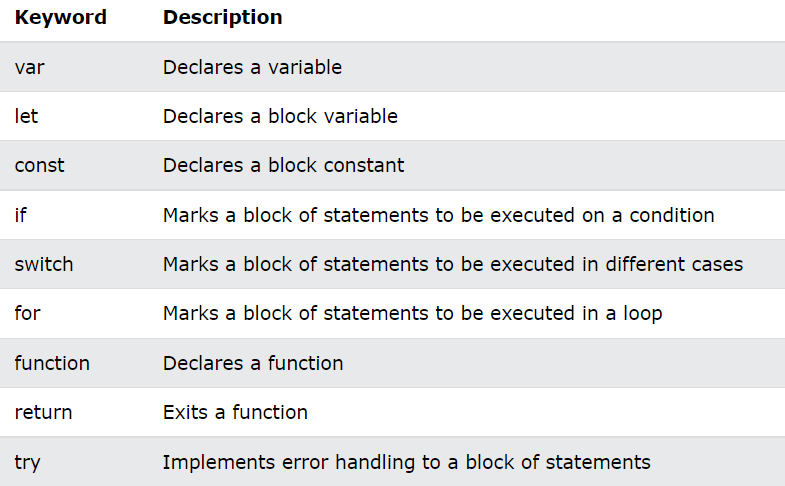 Keyword Description
var Declares a variable
let Declares a block variable
const Declares a block constant
if Marks a block of statements to be executed on a condition
switch Marks a block of statements to be executed in different cases
for Marks a block of statements to be executed in a loop
function Declares a function
return Exits a function
try Implements error handling to a block of statements